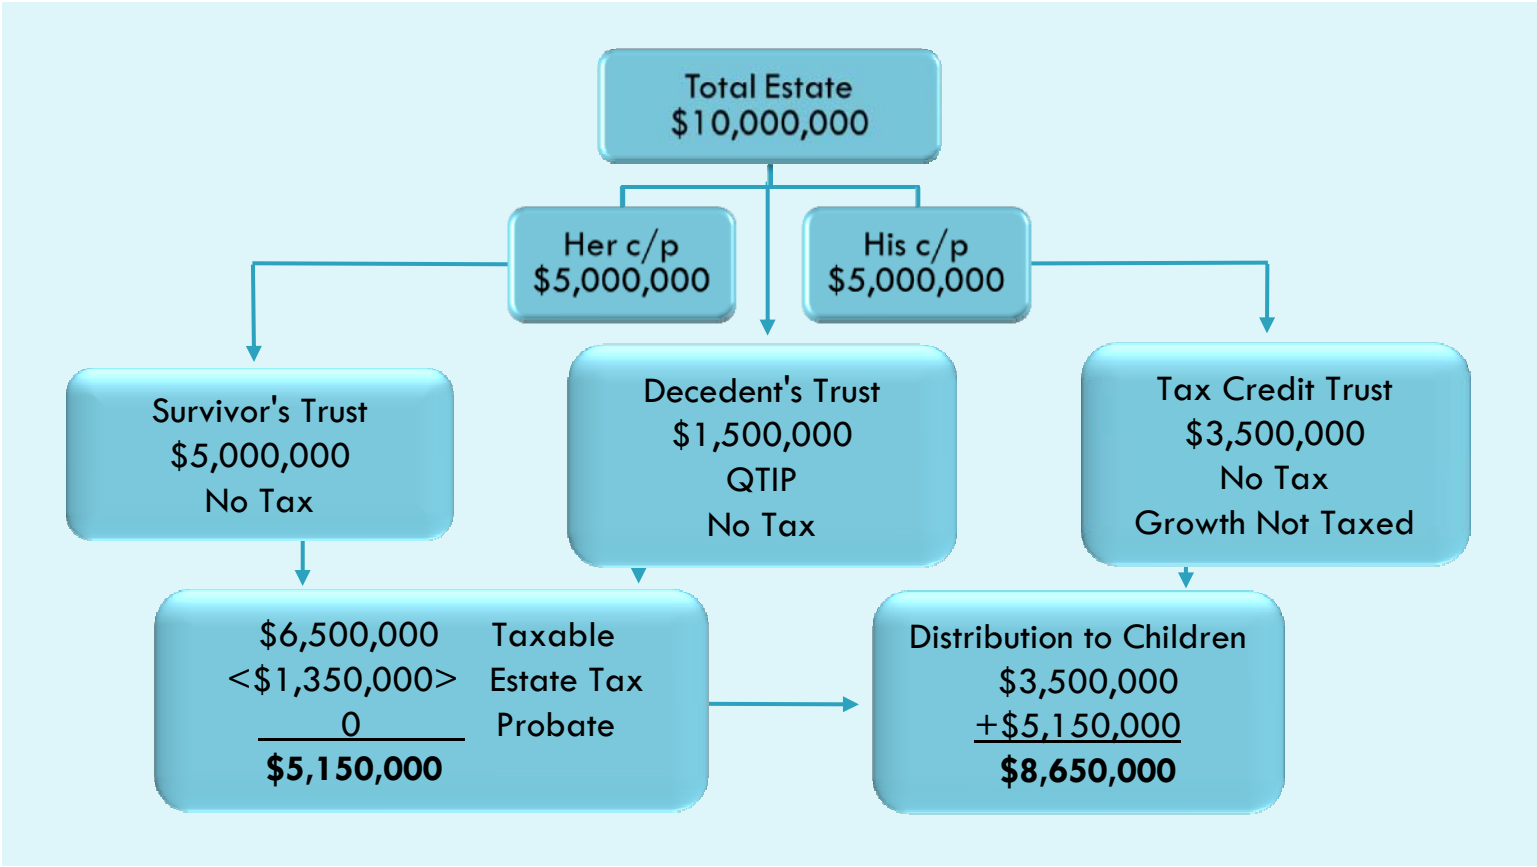 Total Estate
$10,000,000
Her c/p
$5,000,000
His c/p
$5,000,000
Survivor's Trust
$5,000,000
No Tax
Decedent's Trust
$1,500,000
QTIP
No Tax
Tax Credit Trust
$3,500,000
No Tax
Growth Not Taxed
$6,500,000 Taxable
<$1,350,000> Estate Tax
0 Probate
$5,150,000
Distribution to Children
$3,500,000
+$5,150,000
$8,650,000